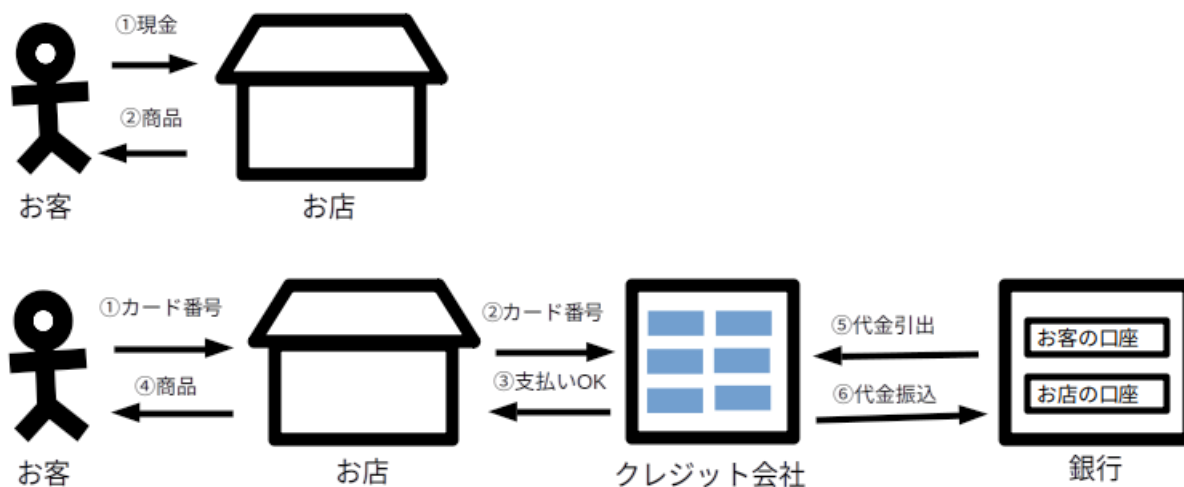 ①現金
②商品
お客
お店
①カード番号
②カード番号
⑤代金引出
お客の口座
④商品
③支払いOK
⑥代金振込
お店の口座
お客
お店
クレジット会社
銀行